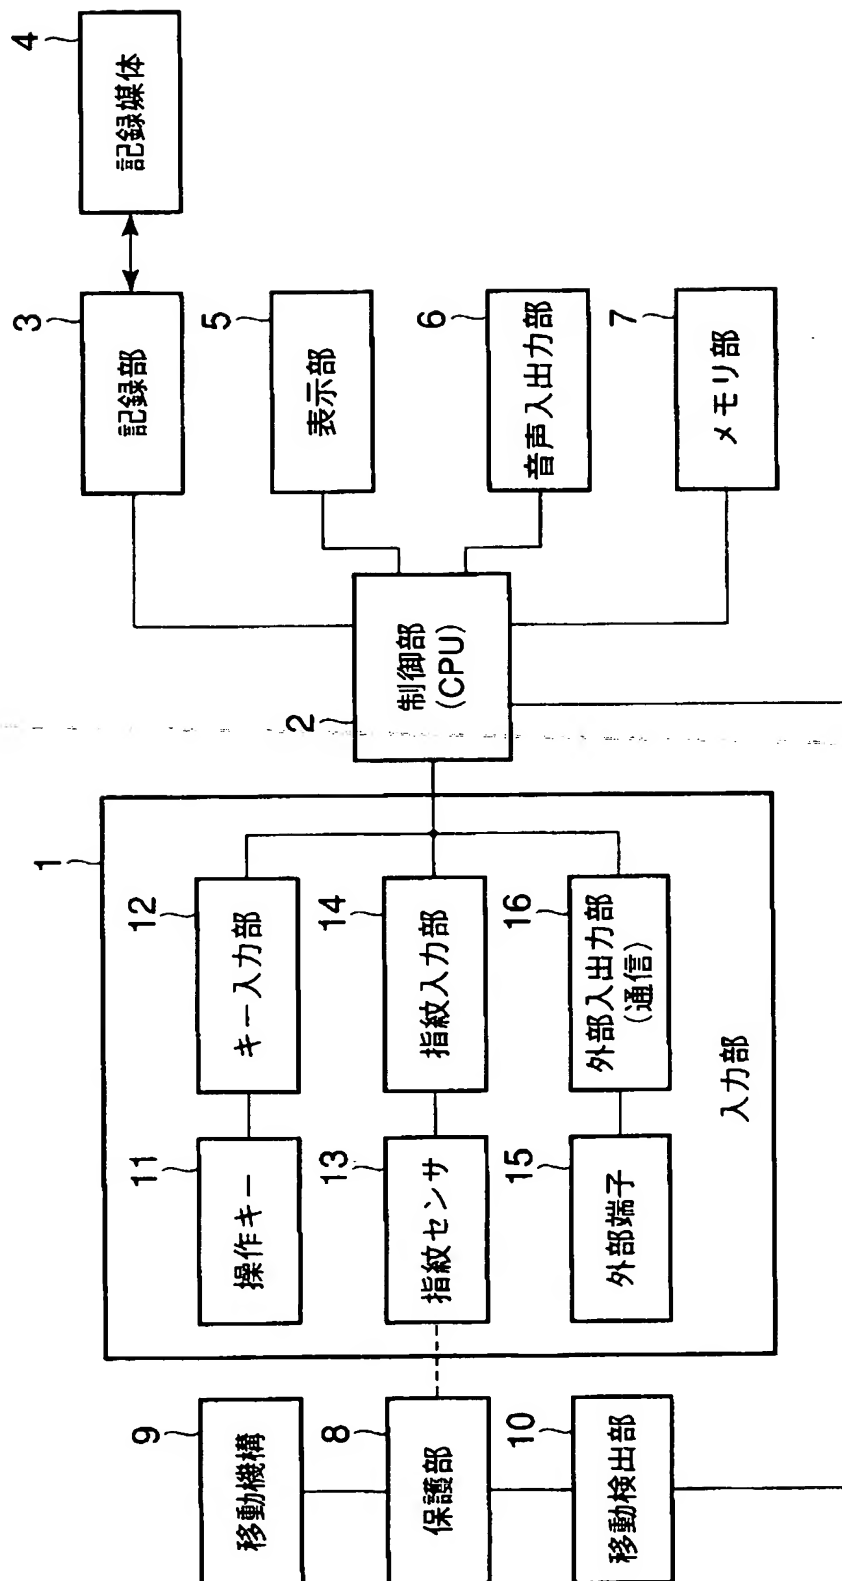 9
移動機構
8
保護部
10
移動検出部
1
11
操作キー
12
キー入力部
13
指紋センサ
14
指紋入力部
15
外部端子
16
外部入出力部
(通信)
入力部
2
制御部
(CPU)
3
記録部
4
記録媒体
5
表示部
6
音声入出力部
7
メモリ部